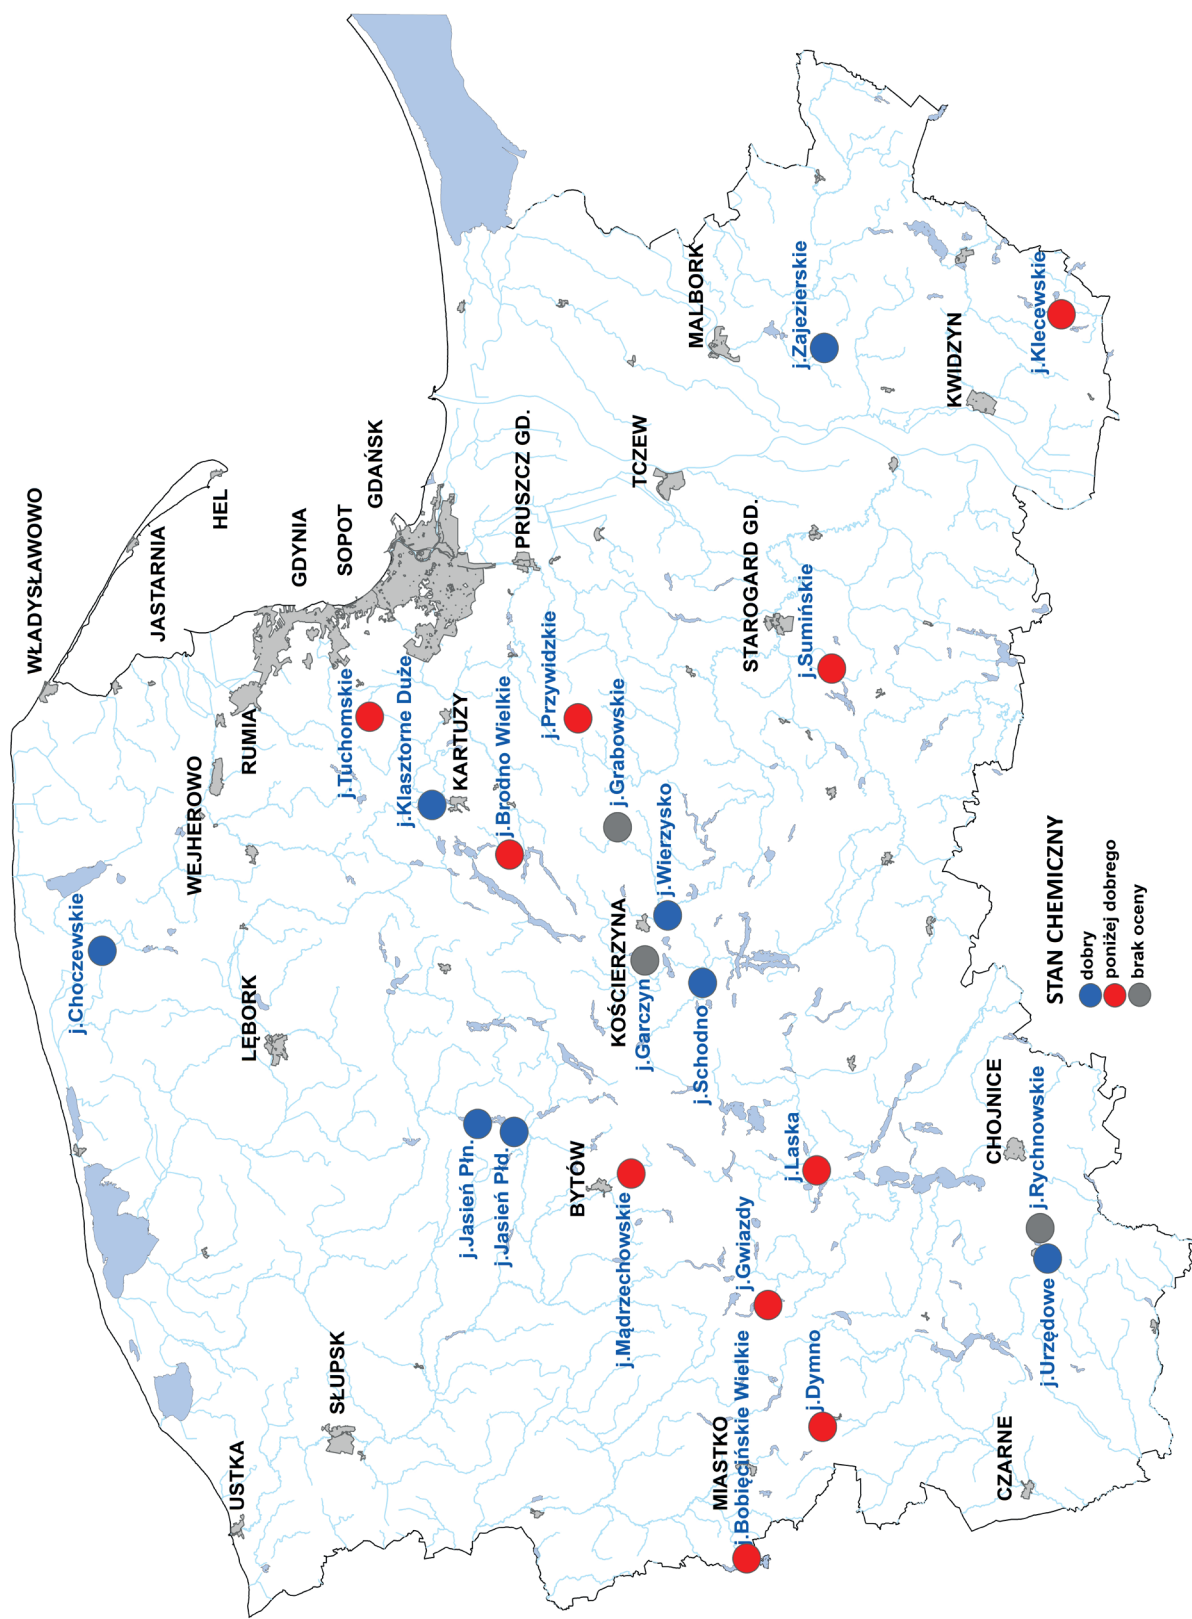 WŁADYSŁAWOWO
JASTARNIA
HEL
GDYNIA
SOPOT
GDAŃSK
RUMIA
WEJHEROWO
j.Choczewskie
LĘBORK
USTKA
SŁUPSK
j.Tuchomskie
j.Klasztorne Duże
KARTUZY
j.Brodno Wielkie
PRUSZCZ GD.
j.Przywidzkie
j.Grabowskie
j.Wierzysko
KOŚCIERZYNA
j.Garczyn
j.Schodno
j.Jasień Płn.
j.Jasień Płd.
BYTÓW
j.Mądrzechowskie
TCZEW
MALBORK
j.Zajezierskie
STAROGARD GD.
j.Sumińskie
KWIDZYN
j.Klecewskie
MIASTKO
j.Bobięcińskie Wielkie
j.Gwiazdy
j.Laska
j.Dymno
CHOJNICE
j.Rychnowskie
j.Urzędowe
CZARNE
STAN CHEMICZNY
dobry
poniżej dobrego
brak oceny